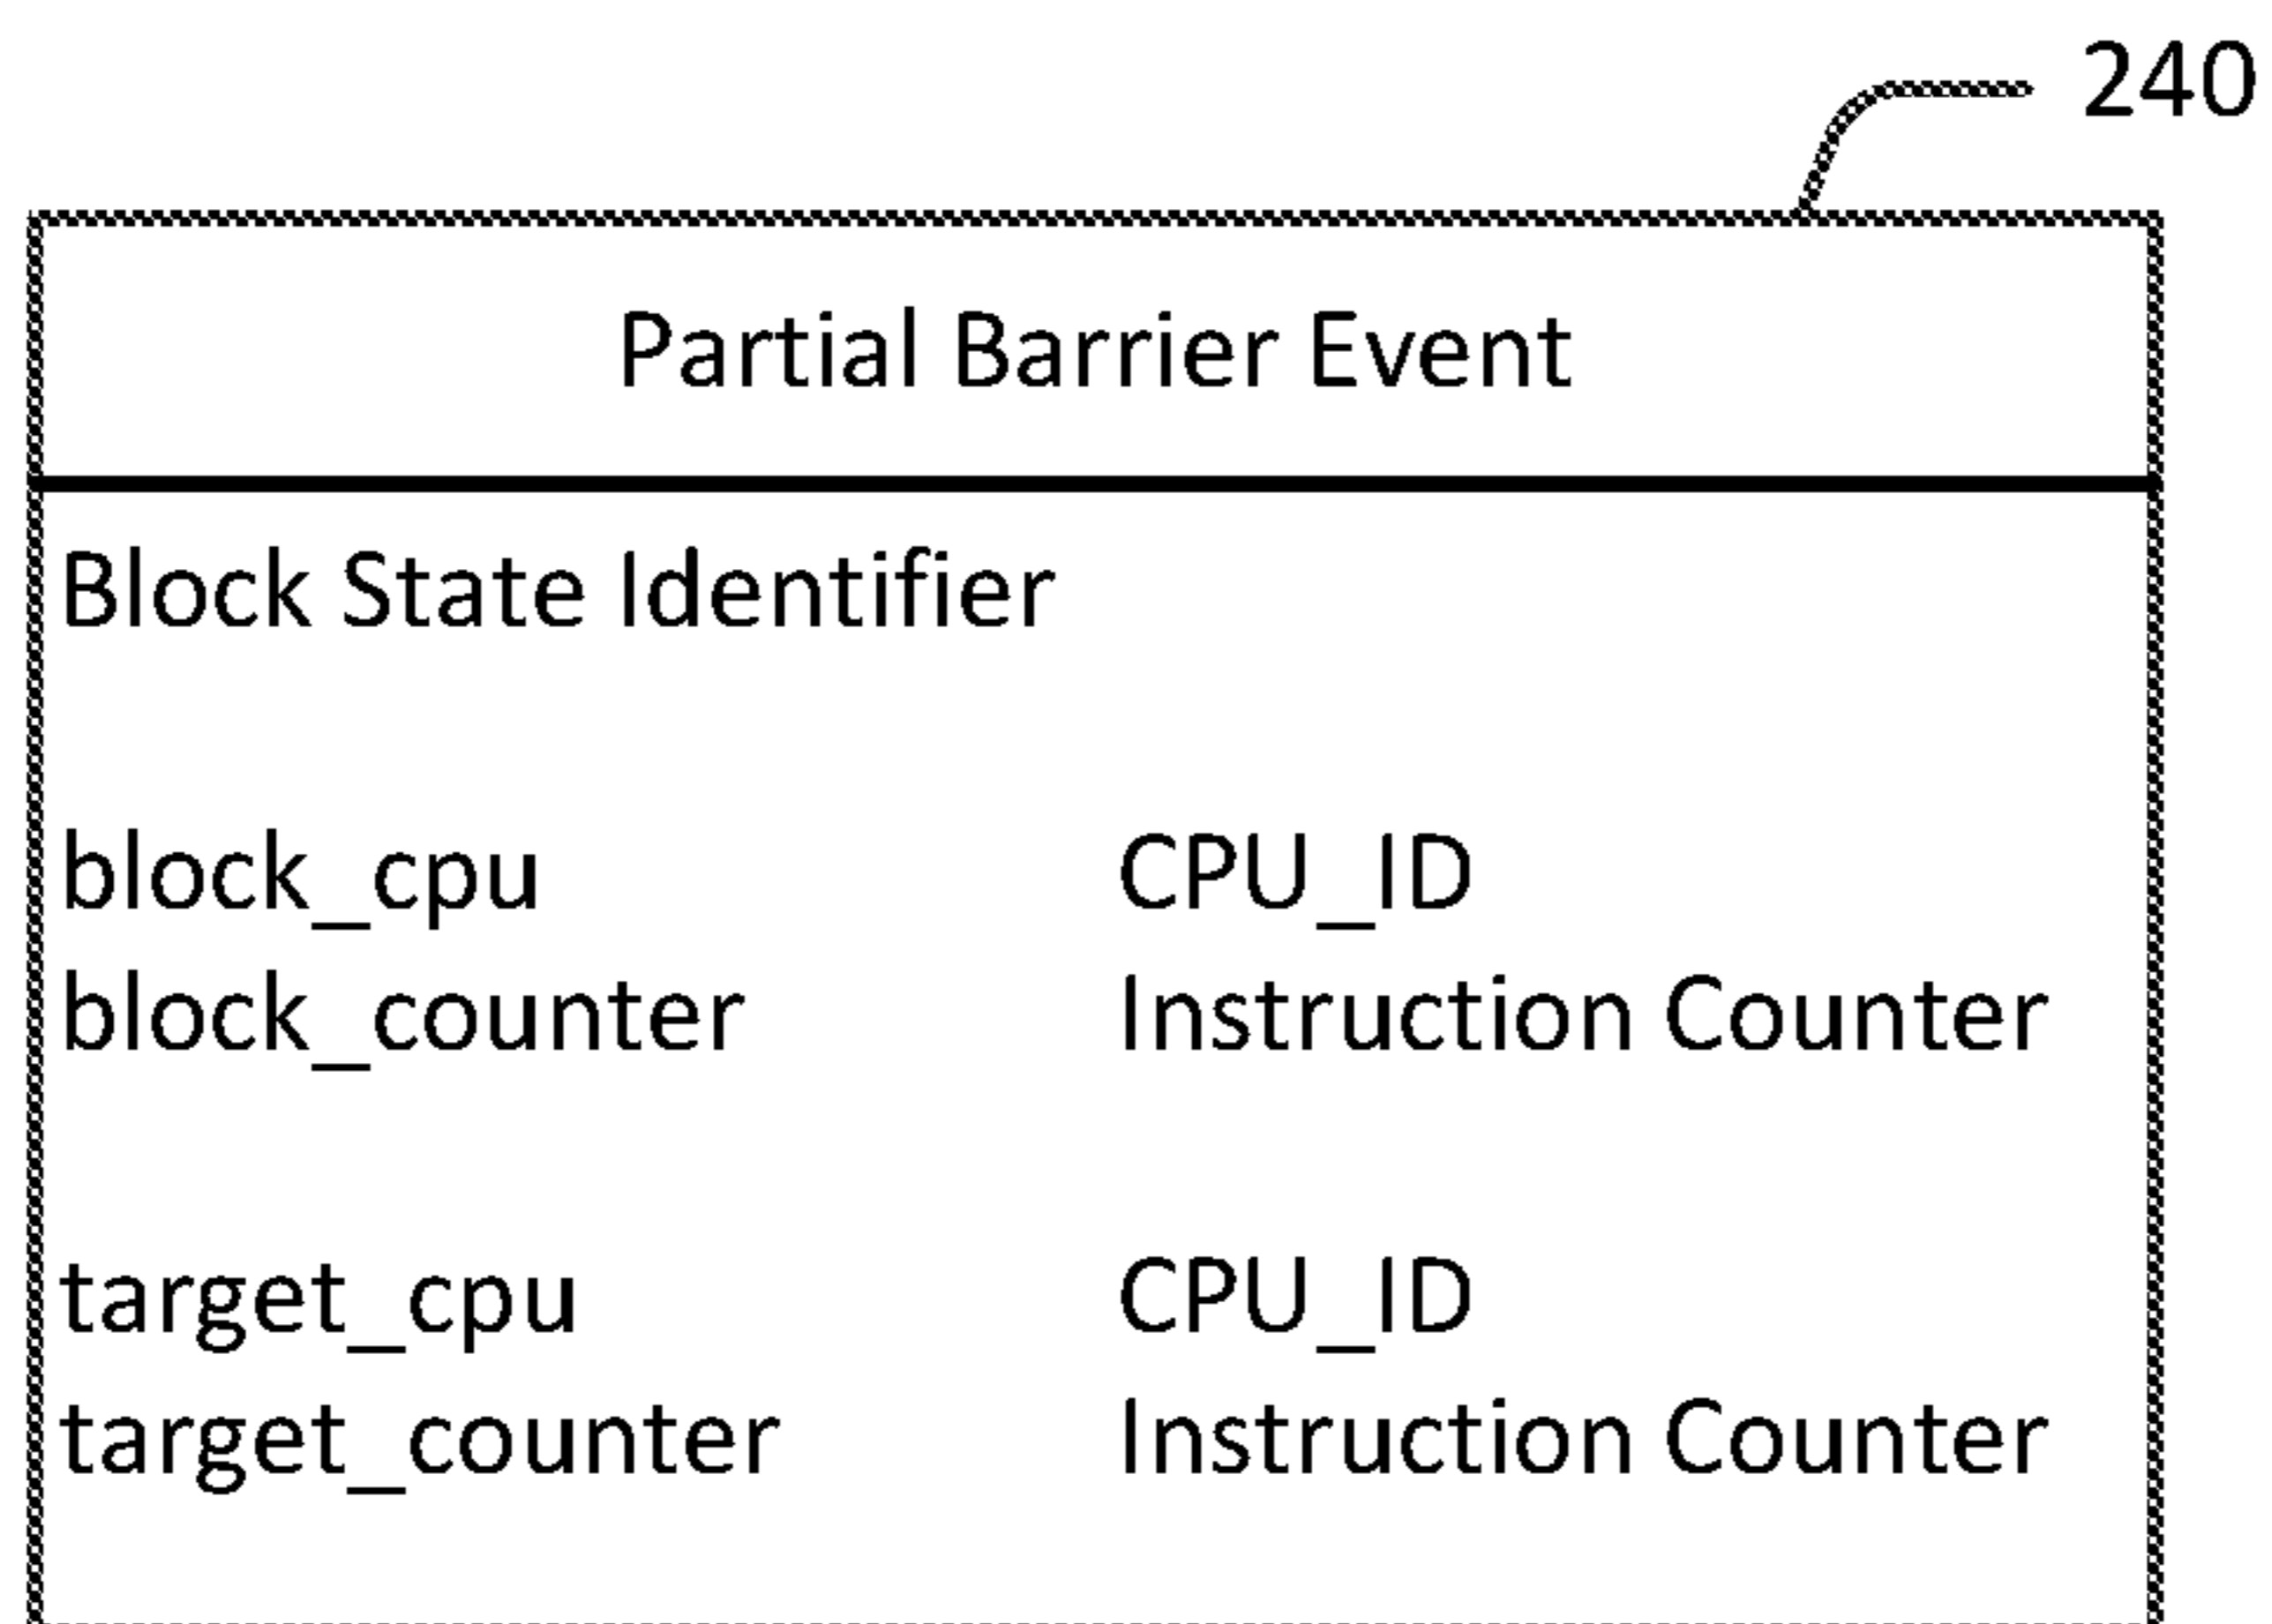 240
Partial Barrier Event
Block State Identifier
block_cpu CPU_ID
block_counter Instruction Counter
target_cpu CPU_ID
target_counter Instruction Counter